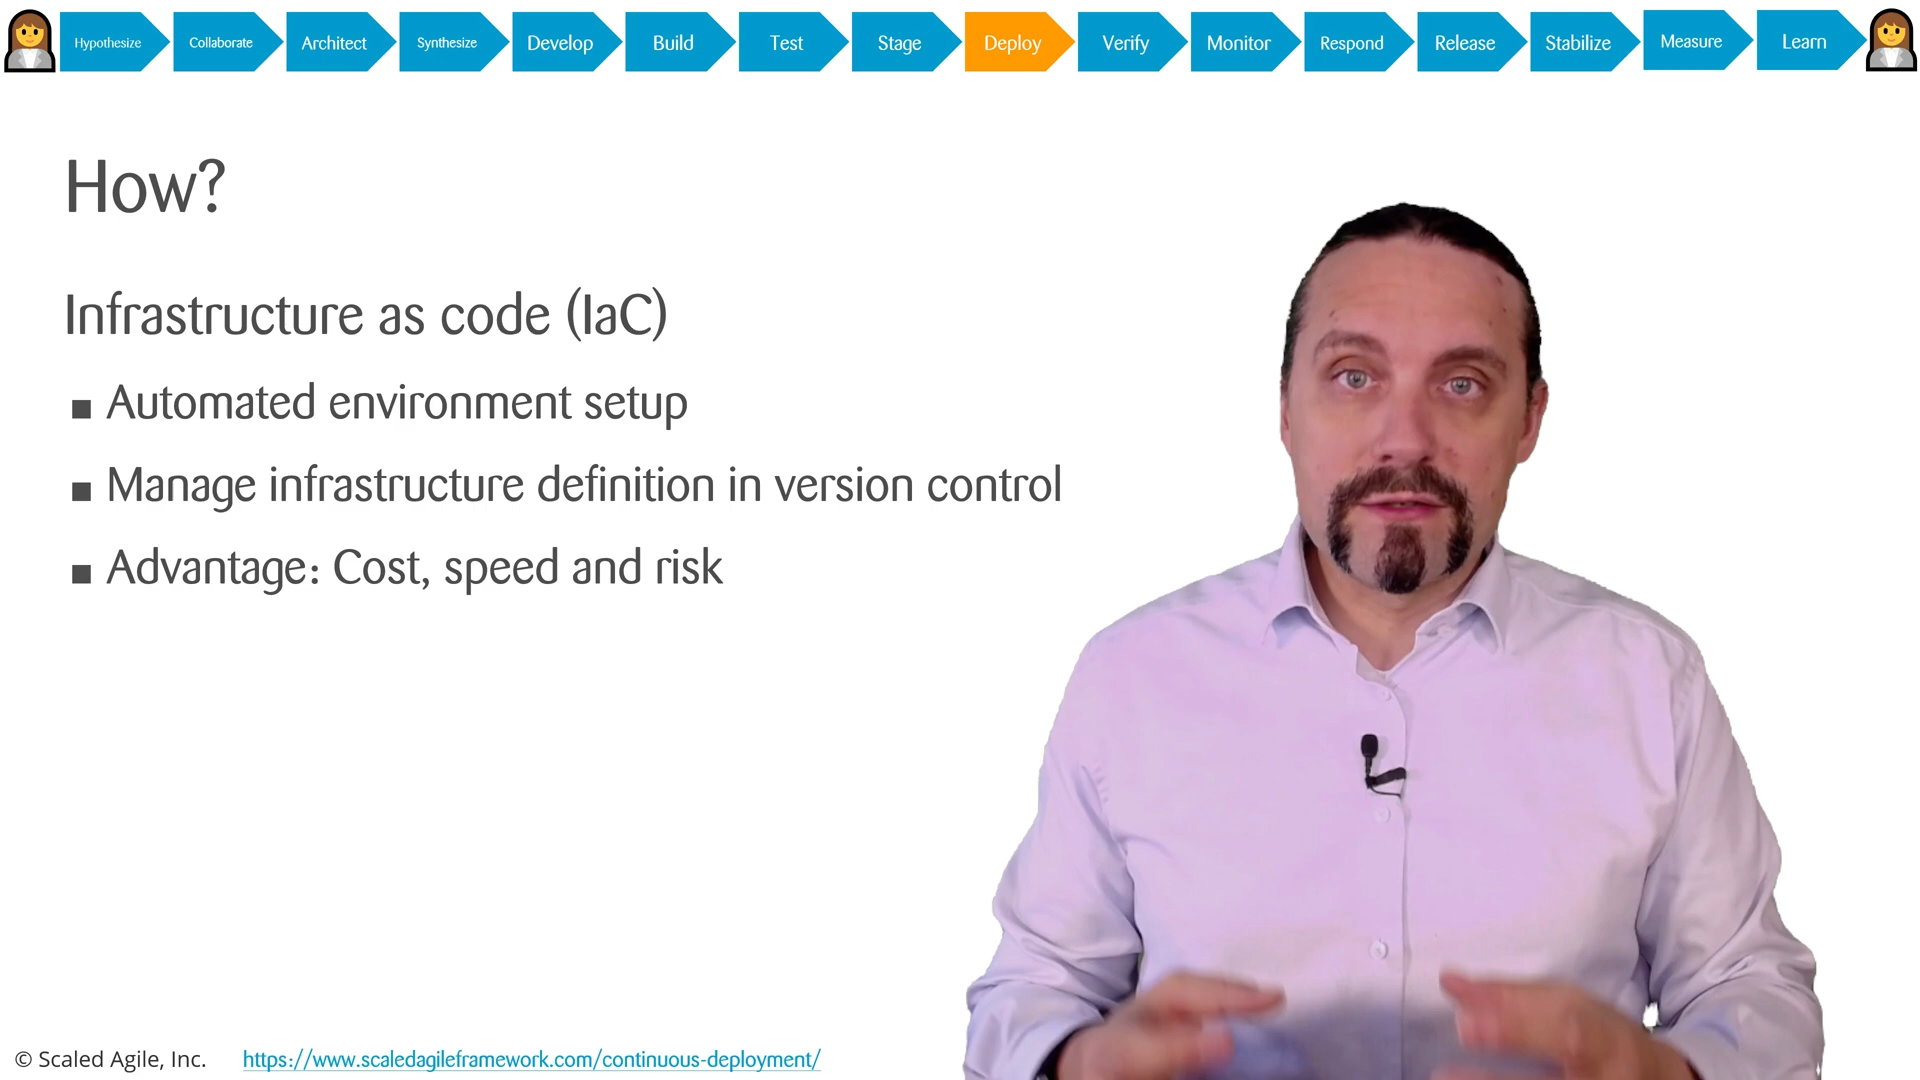 Hypothesize Collaborate Architect Synthesize Develop Build Test Stage Deploy Verify Monitor Respond Release Stabilize Measure Learn
How?
Infrastructure as code (IaC)
▪ Automated environment setup
▪ Manage infrastructure definition in version control
▪ Advantage: Cost, speed and risk
© Scaled Agile, Inc. https://www.scaledagileframework.com/continuous-deployment/